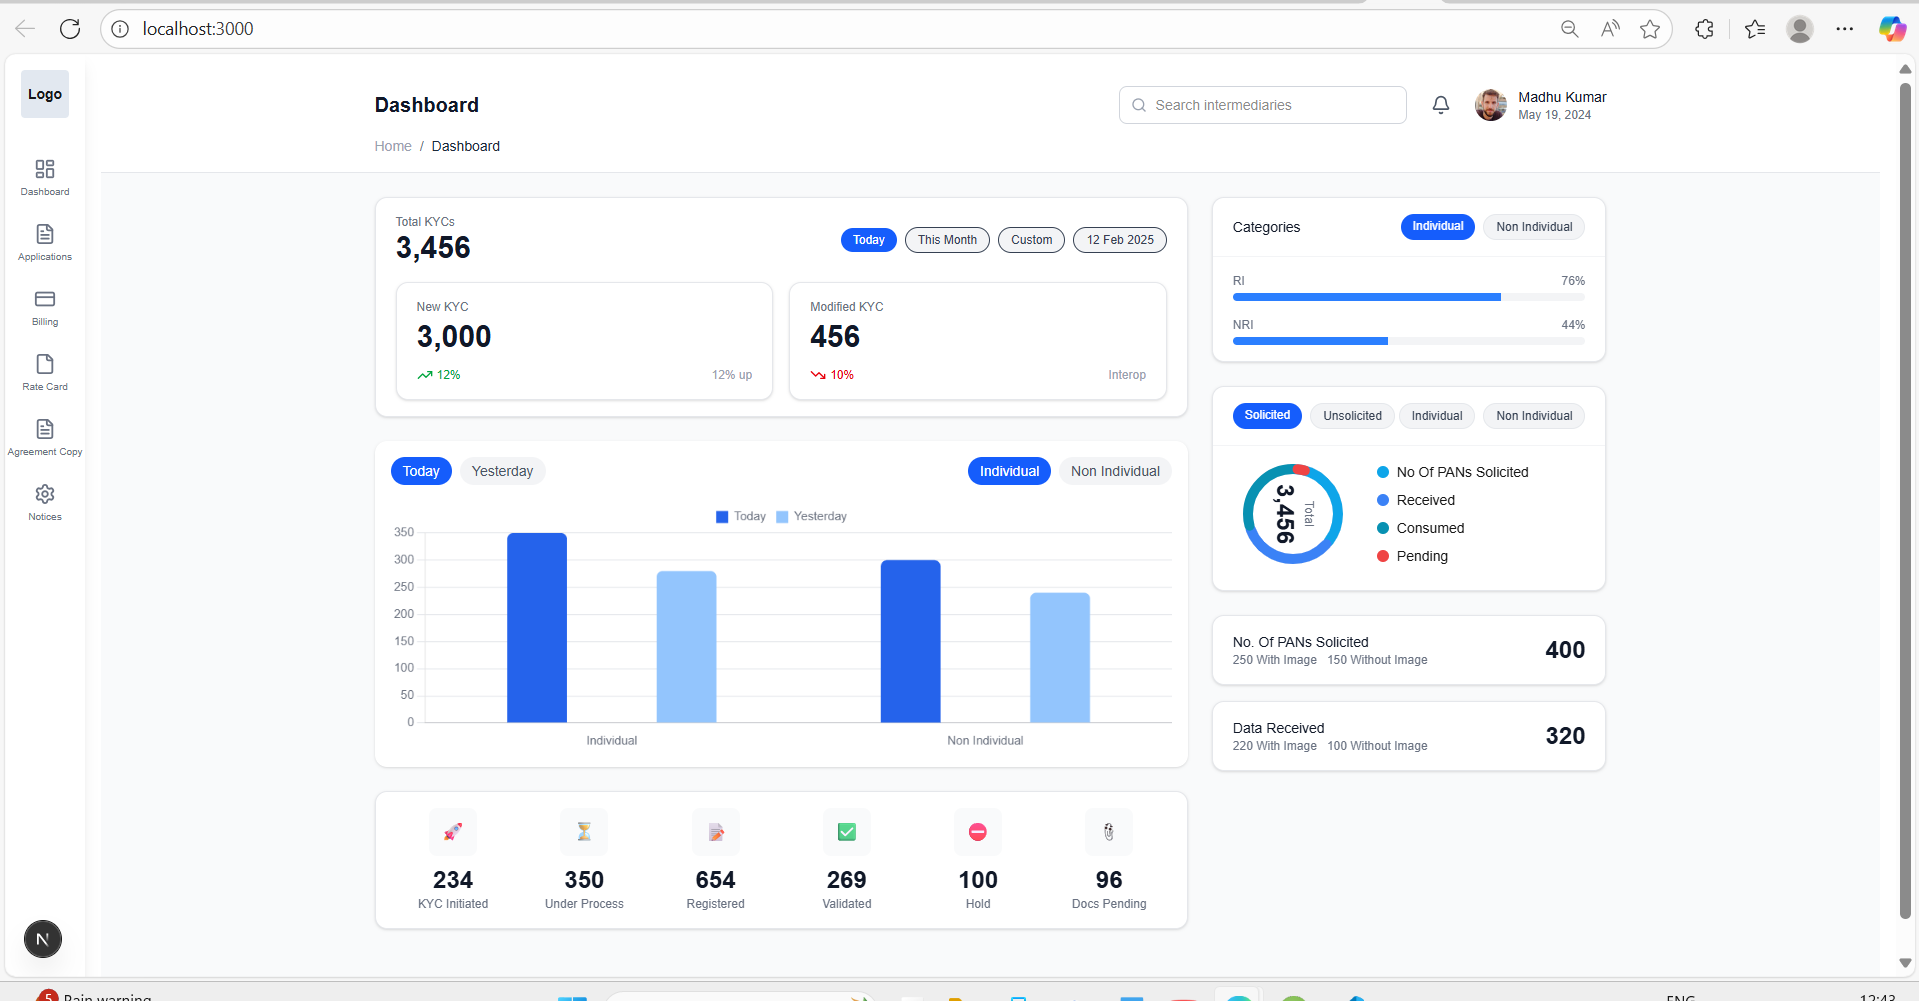 localhost:3000
Logo
Dashboard
Applications
Billing
Rate Card
Agreement Copy
Notices
N
Dashboard
Home / Dashboard
Search intermediaries
Madhu Kumar
May 19, 2024
Total KYCs
3,456
Today This Month Custom 12 Feb 2025
New KYC
3,000
12% 12% up
Modified KYC
456
10% Interop
Today Yesterday
Individual Non Individual
Today Yesterday
350
300
250
200
150
100
50
0
Individual Non Individual
234
KYC Initiated
350
Under Process
654
Registered
269
Validated
100
Hold
96
Docs Pending
Categories
Individual Non Individual
RI 76%
NRI 44%
Solicited Unsolicited Individual Non Individual
Total
3,456
No Of PANs Solicited
Received
Consumed
Pending
No. Of PANs Solicited
250 With Image 150 Without Image
400
Data Received
220 With Image 100 Without Image
320
5
Rain warning
ENG
12:43